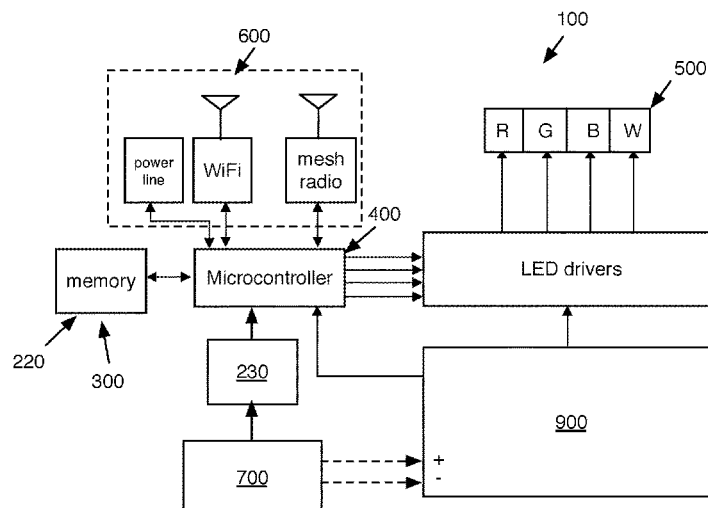 600
100
500
R G B W
power
line
WiFi
mesh
radio
400
memory
Microcontroller
LED drivers
220
300
230
900
700
+
-